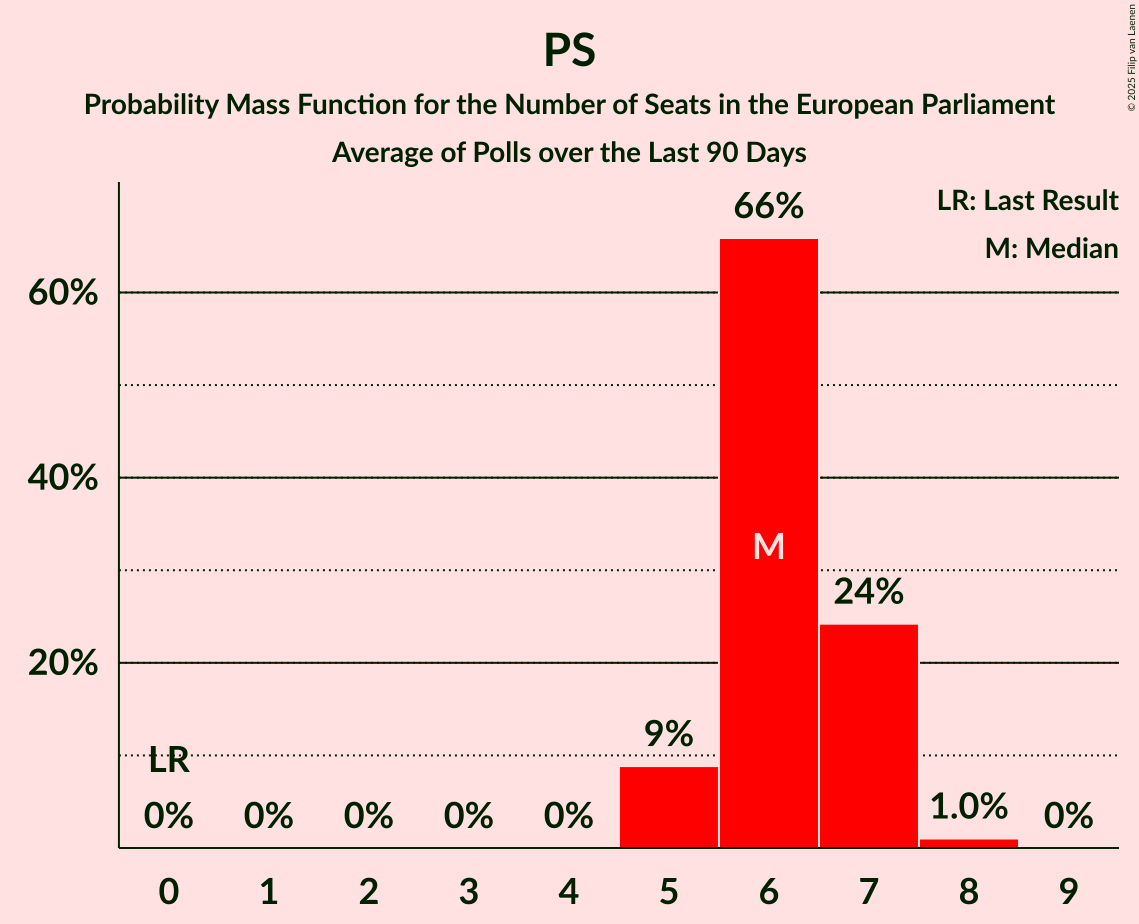 PS
Probability Mass Function for the Number of Seats in the European Parliament
Average of Polls over the Last 90 Days
© 2025 Filip van Laenen
LR: Last Result
M: Median
66%
60%
40%
M
24%
20%
9%
LR
0% 0% 0% 0% 0% 1.0% 0%
0 1 2 3 4 5 6 7 8 9